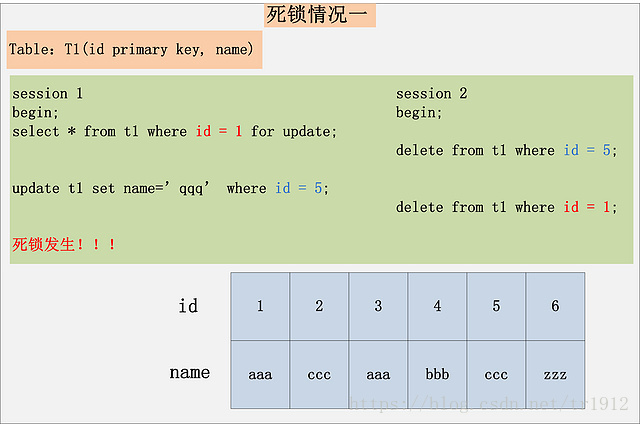 死锁情况一
Table: T1(id primary key, name)
session 1
begin;
select * from t1 where id = 1 for update;
update t1 set name=’qqq’ where id = 5;
死锁发生！！！
session 2
begin;
delete from t1 where id = 5;
delete from t1 where id = 1;
id 1 2 3 4 5 6
name aaa ccc aaa bbb ccc zzz
https://blog.csdn.net/tr1912